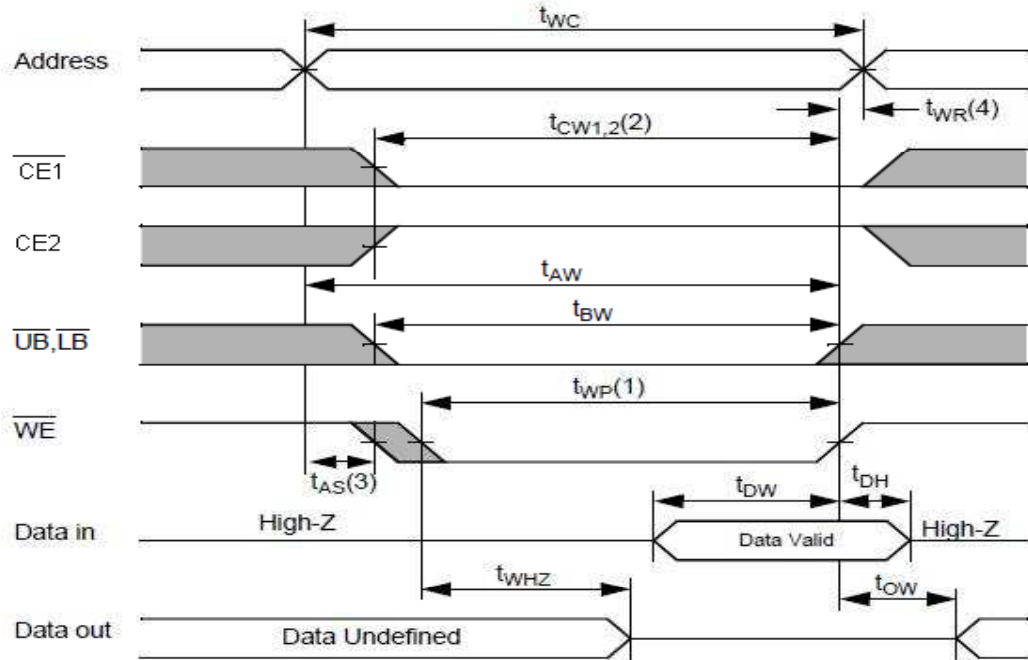 tWC
Address
tWR(4)
tCW1,2(2)
CE1
CE2
tAW
tBW
UB,LB
tWP(1)
WE
tAS(3)
tDW
tDH
High-Z
Data in
Data Valid
High-Z
tWHZ
tOW
Data out
Data Undefined